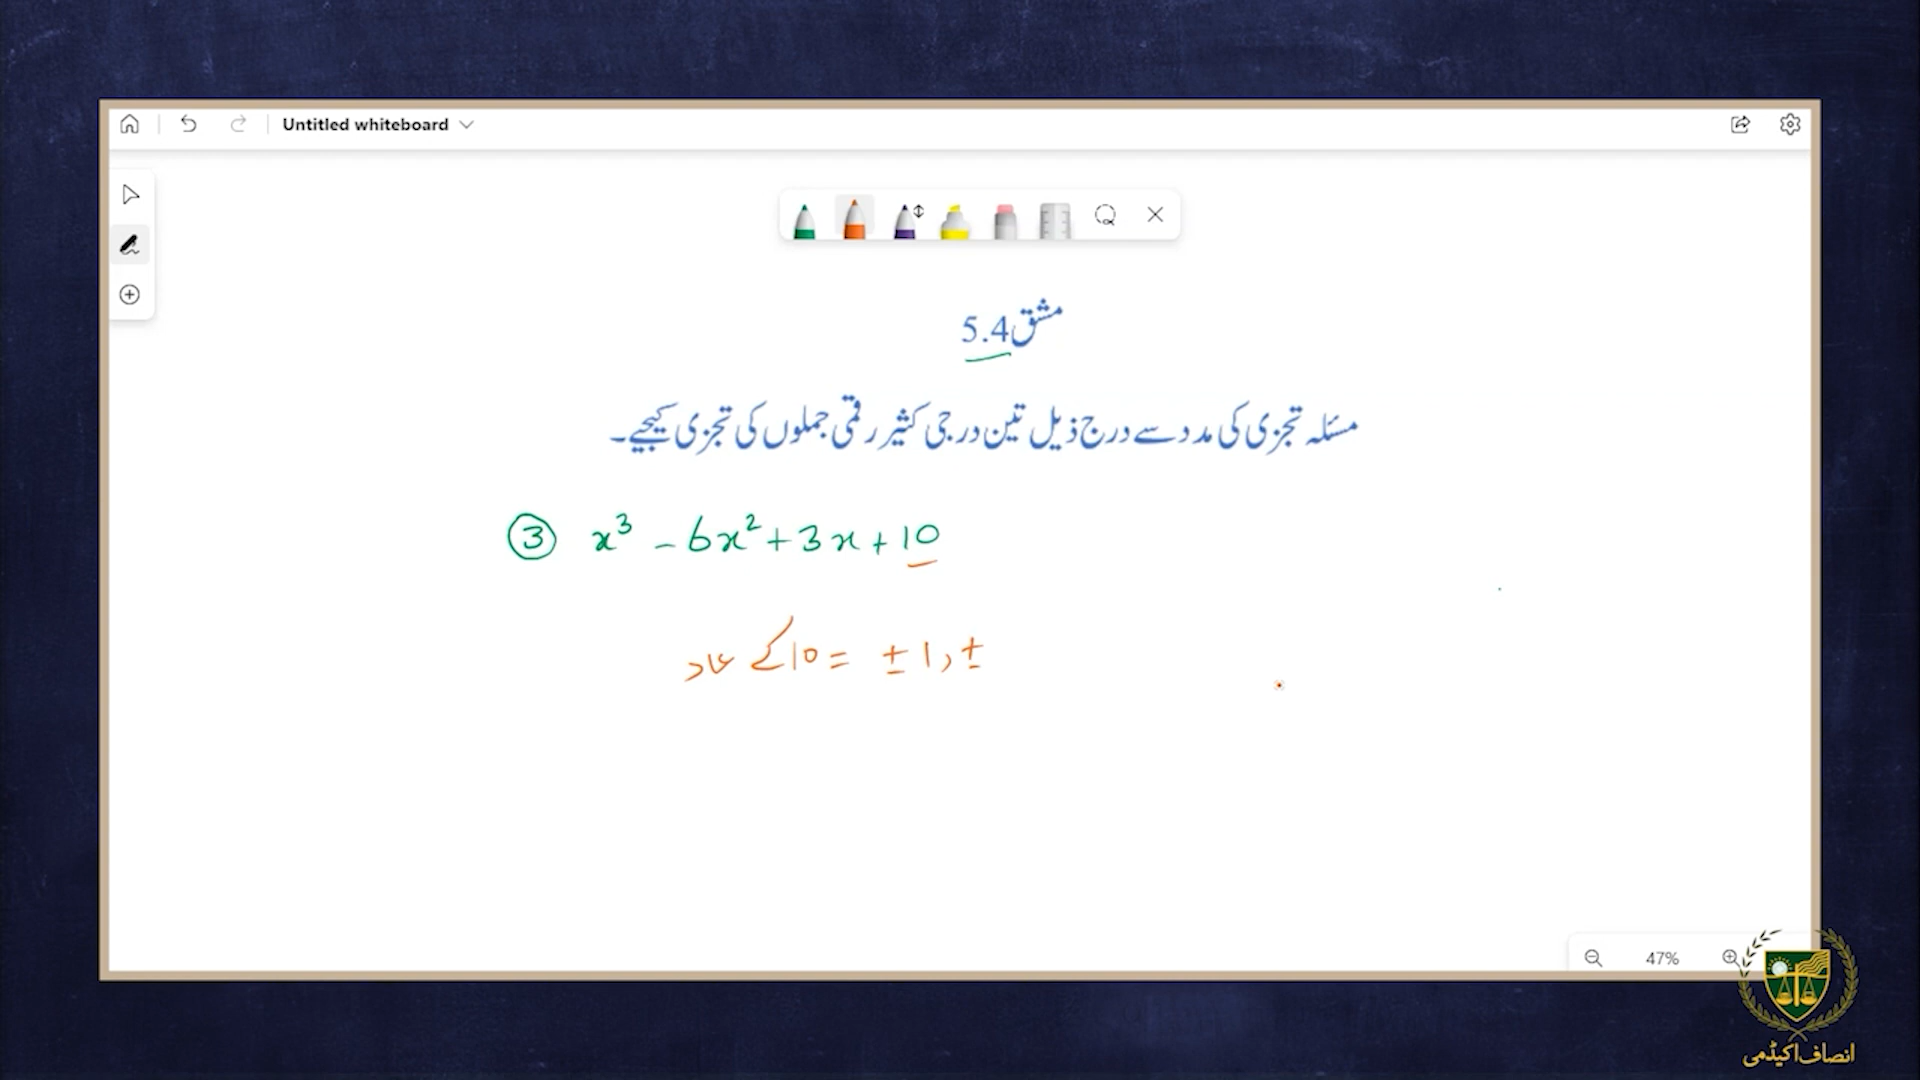 Untitled whiteboard
مشق 5.4
مسئلہ تجزی کی مدد سے درج ذیل تین درجی کثیر رقمی جملوں کی تجزی کیجیے۔
③ x³ - 6x² + 3x + 10
10 کے عاد = ± 1, ±
47%
انصاف اکیڈمی